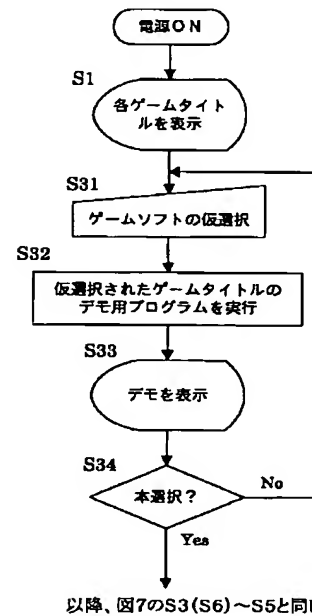 電源ON
S1
各ゲームタイト
ルを表示
S31
ゲームソフトの仮選択
S32
仮選択されたゲームタイトルの
デモ用プログラムを実行
S33
デモを表示
S34
本選択？
No
Yes
以降、図7のS3(S6)〜S5と同じ